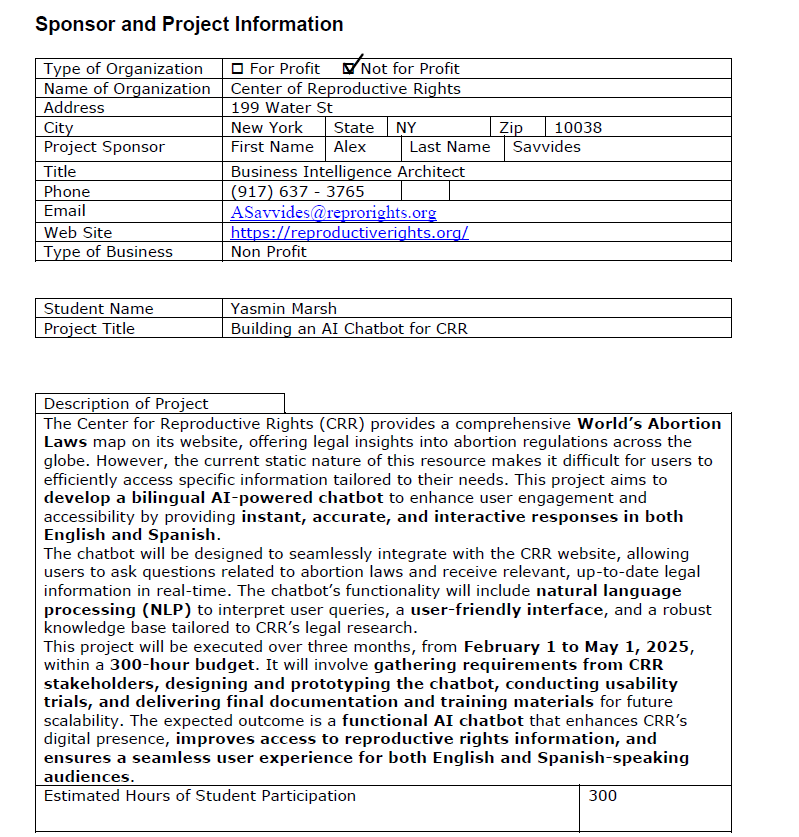 Sponsor and Project Information
Type of Organization ☐ For Profit ☑ Not for Profit
Name of Organization Center of Reproductive Rights
Address 199 Water St
City New York State NY Zip 10038
Project Sponsor First Name Alex Last Name Savvides
Title Business Intelligence Architect
Phone (917) 637 - 3765
Email ASavvides@reprorights.org
Web Site https://reproductiverights.org/
Type of Business Non Profit
Student Name Yasmin Marsh
Project Title Building an AI Chatbot for CRR
Description of Project
The Center for Reproductive Rights (CRR) provides a comprehensive World's Abortion
Laws map on its website, offering legal insights into abortion regulations across the
globe. However, the current static nature of this resource makes it difficult for users to
efficiently access specific information tailored to their needs. This project aims to
develop a bilingual AI-powered chatbot to enhance user engagement and
accessibility by providing instant, accurate, and interactive responses in both
English and Spanish.
The chatbot will be designed to seamlessly integrate with the CRR website, allowing
users to ask questions related to abortion laws and receive relevant, up-to-date legal
information in real-time. The chatbot's functionality will include natural language
processing (NLP) to interpret user queries, a user-friendly interface, and a robust
knowledge base tailored to CRR's legal research.
This project will be executed over three months, from February 1 to May 1, 2025,
within a 300-hour budget. It will involve gathering requirements from CRR
stakeholders, designing and prototyping the chatbot, conducting usability
trials, and delivering final documentation and training materials for future
scalability. The expected outcome is a functional AI chatbot that enhances CRR's
digital presence, improves access to reproductive rights information, and
ensures a seamless user experience for both English and Spanish-speaking
audiences.
Estimated Hours of Student Participation 300